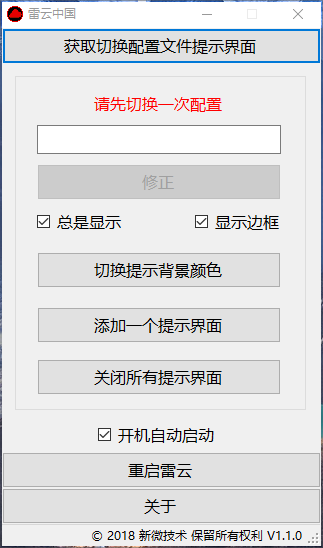 雷云中国
获取切换配置文件提示界面
请先切换一次配置
修正
总是显示 显示边框
切换提示背景颜色
添加一个提示界面
关闭所有提示界面
开机自动启动
重启雷云
关于
© 2018 新微技术 保留所有权利 V1.1.0